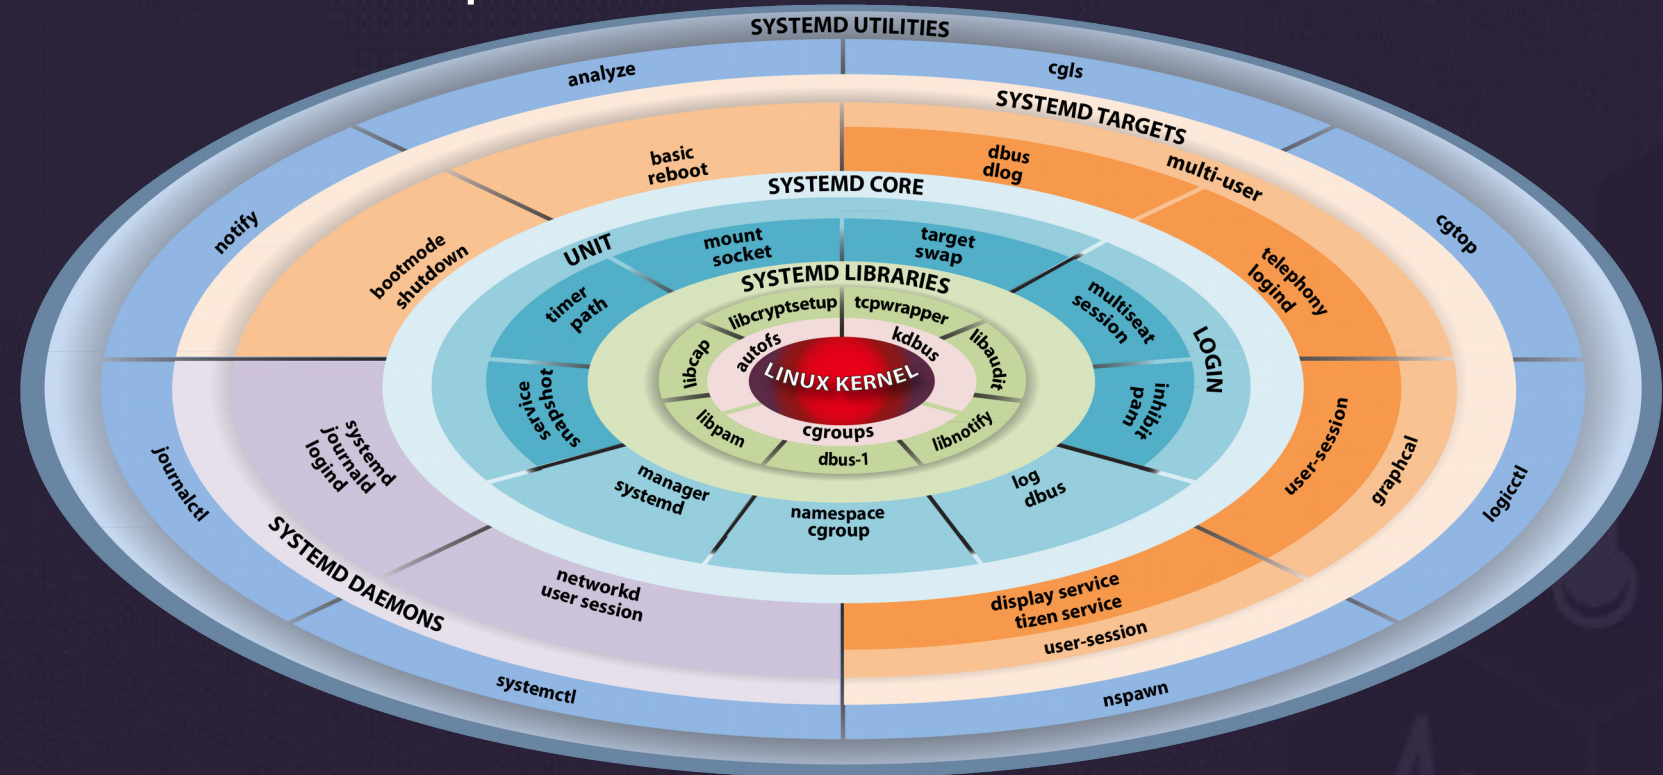 SYSTEMD UTILITIES
analyze
cgls
notify
cgtop
journalctl
logicctl
systemctl
nspawn
SYSTEMD TARGETS
basic
reboot
bootmode
shutdown
multi-user
dbus
dlog
telephony
logind
user-session
graphcal
display service
tizen service
user-session
SYSTEMD DAEMONS
systemd
journald
logind
networkd
user session
SYSTEMD CORE
UNIT
mount
socket
target
swap
timer
path
service
snapshot
LOGIN
multiseat
session
inhibit
pam
manager
systemd
namespace
cgroup
log
dbus
SYSTEMD LIBRARIES
libcryptsetup
tcpwrapper
libcap
libaudit
libpam
dbus-1
libnotify
autofs
kdbus
cgroups
LINUX KERNEL